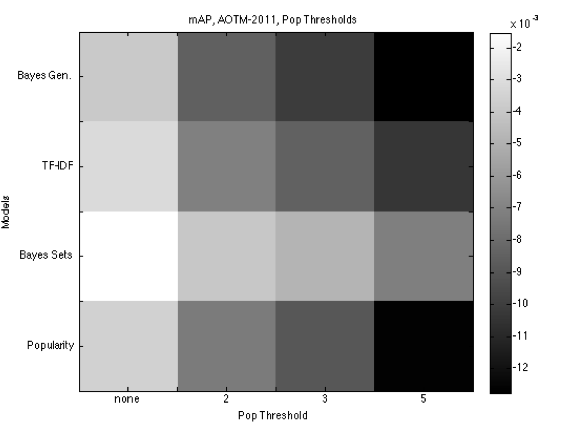 mAP, AOTM-2011, Pop Thresholds
x 10^-3
Bayes Gen.
TF-IDF
Bayes Sets
Popularity
Models
none 2 3 5
Pop Threshold
-2
-3
-4
-5
-6
-7
-8
-9
-10
-11
-12